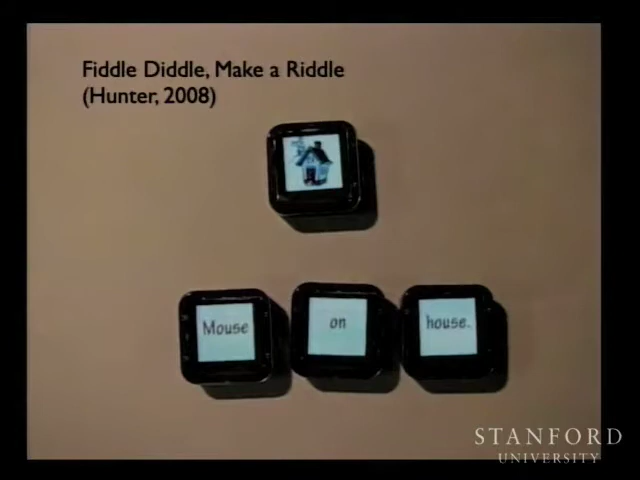 Fiddle Diddle, Make a Riddle
(Hunter, 2008)
Mouse on house.
STANFORD
UNIVERSITY